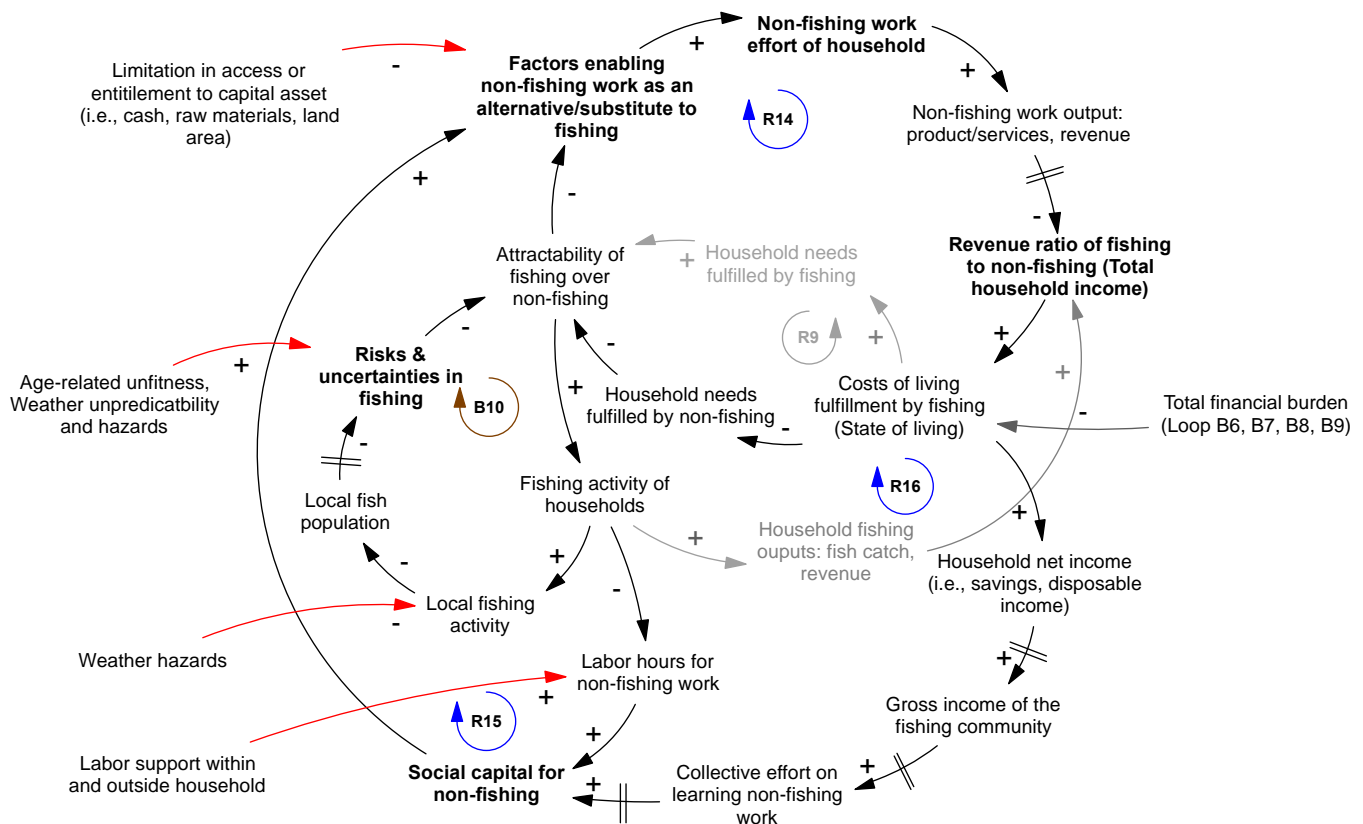 Non-fishing work
effort of household
+
+
-
Factors enabling
non-fishing work as an
alternative/substitute to
fishing
Limitation in access or
entitilement to capital asset
(i.e., cash, raw materials, land
area)
R14
Non-fishing work output:
product/services, revenue
+
-
-
Attractability of
fishing over
non-fishing
+
Household needs
fulfilled by fishing
Revenue ratio of fishing
to non-fishing (Total
household income)
-
-
R9
+
+
+
+
Risks &
uncertainties in
fishing
Age-related unfitness,
Weather unpredicatbility
and hazards
B10
+
Household needs
fulfilled by non-fishing
-
Costs of living
fulfillment by fishing
(State of living)
-
Total financial burden
(Loop B6, B7, B8, B9)
-
Local fish
population
Fishing activity of
households
R16
+
+
Household fishing
ouputs: fish catch,
revenue
+
-
-
Household net income
(i.e., savings, disposable
income)
Local fishing
activity
-
Weather hazards
Labor hours for
non-fishing work
+
+
R15
Gross income of the
fishing community
+
Labor support within
and outside household
Social capital for
non-fishing
+
Collective effort on
learning non-fishing
work
+